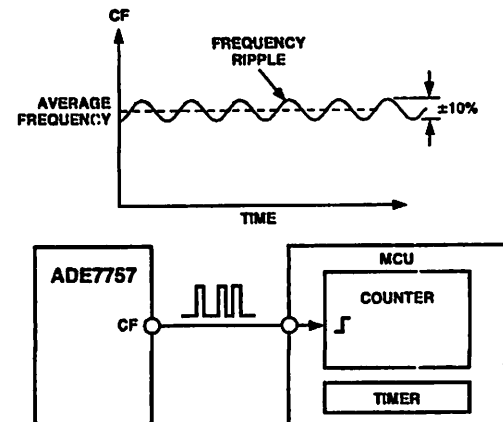 CF
FREQUENCY
RIPPLE
AVERAGE
FREQUENCY
±10%
TIME
ADE7757
CF
MCU
COUNTER
TIMER